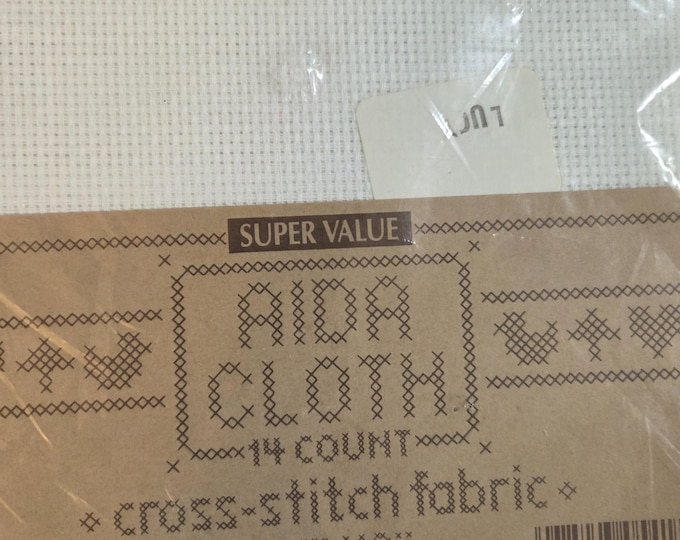 SUPER VALUE
AIDA
CLOTH
14 COUNT
cross-stitch fabric